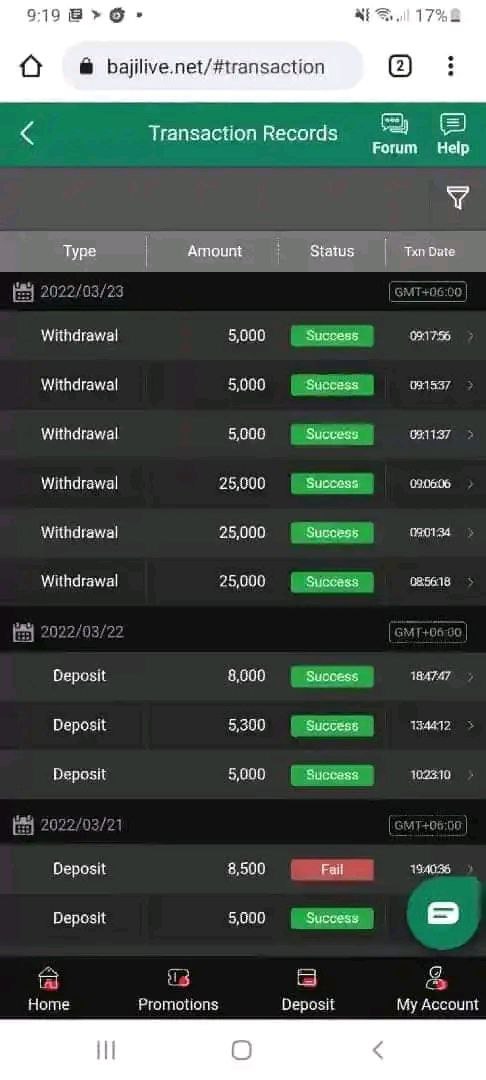 9:19 17%
bajilive.net/#transaction 2
Transaction Records Forum Help
Type Amount Status Txn Date
2022/03/23 GMT+06:00
Withdrawal 5,000 Success 09:17:56
Withdrawal 5,000 Success 09:15:37
Withdrawal 5,000 Success 09:11:37
Withdrawal 25,000 Success 09:06:06
Withdrawal 25,000 Success 09:01:34
Withdrawal 25,000 Success 08:56:18
2022/03/22 GMT+06:00
Deposit 8,000 Success 18:47:47
Deposit 5,300 Success 13:44:12
Deposit 5,000 Success 10:23:10
2022/03/21 GMT+06:00
Deposit 8,500 Fail 19:40:36
Deposit 5,000 Success
Home Promotions Deposit My Account